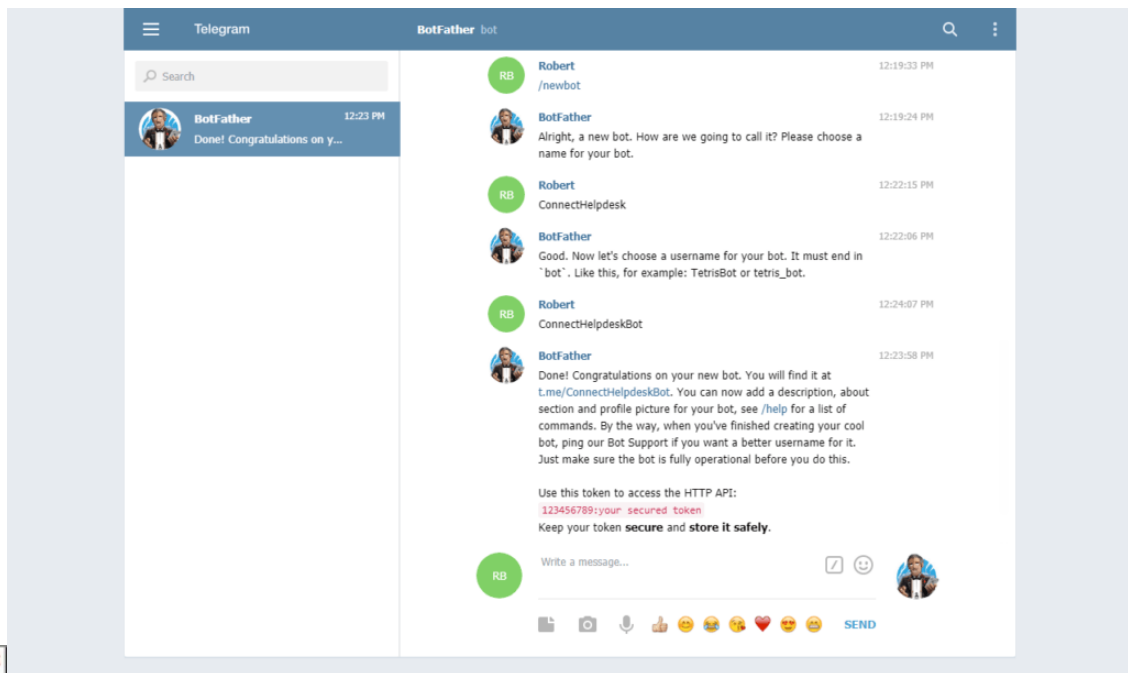 Telegram
BotFather bot
Search
BotFather 12:23 PM
Done! Congratulations on y...
RB
Robert 12:19:33 PM
/newbot
BotFather 12:19:24 PM
Alright, a new bot. How are we going to call it? Please choose a
name for your bot.
RB
Robert 12:22:15 PM
ConnectHelpdesk
BotFather 12:22:06 PM
Good. Now let's choose a username for your bot. It must end in
`bot`. Like this, for example: TetrisBot or tetris_bot.
RB
Robert 12:24:07 PM
ConnectHelpdeskBot
BotFather 12:23:58 PM
Done! Congratulations on your new bot. You will find it at
t.me/ConnectHelpdeskBot. You can now add a description, about
section and profile picture for your bot, see /help for a list of
commands. By the way, when you've finished creating your cool
bot, ping our Bot Support if you want a better username for it.
Just make sure the bot is fully operational before you do this.
Use this token to access the HTTP API:
123456789:your secured token
Keep your token secure and store it safely.
RB
Write a message...
SEND